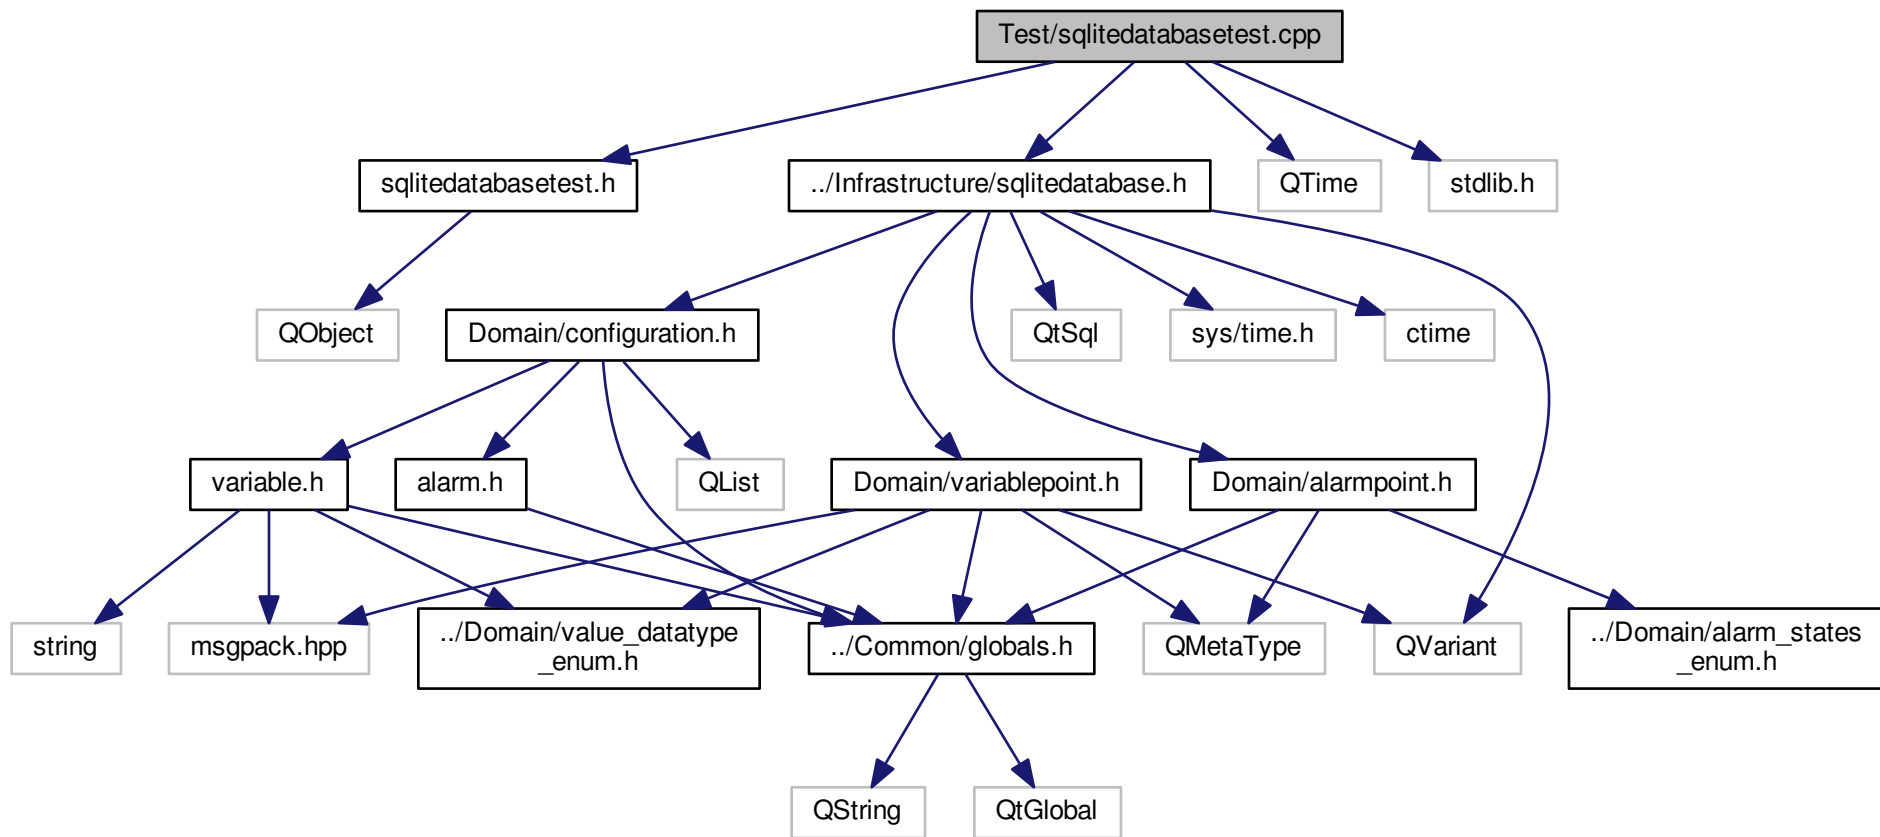 Test/sqlitedatabasetest.cpp
sqlitedatabasetest.h
../Infrastructure/sqlitedatabase.h
QTime
stdlib.h
QObject
Domain/configuration.h
QtSql
sys/time.h
ctime
variable.h
alarm.h
QList
Domain/variablepoint.h
Domain/alarmpoint.h
string
msgpack.hpp
../Domain/value_datatype
_enum.h
../Common/globals.h
QMetaType
QVariant
../Domain/alarm_states
_enum.h
QString
QtGlobal